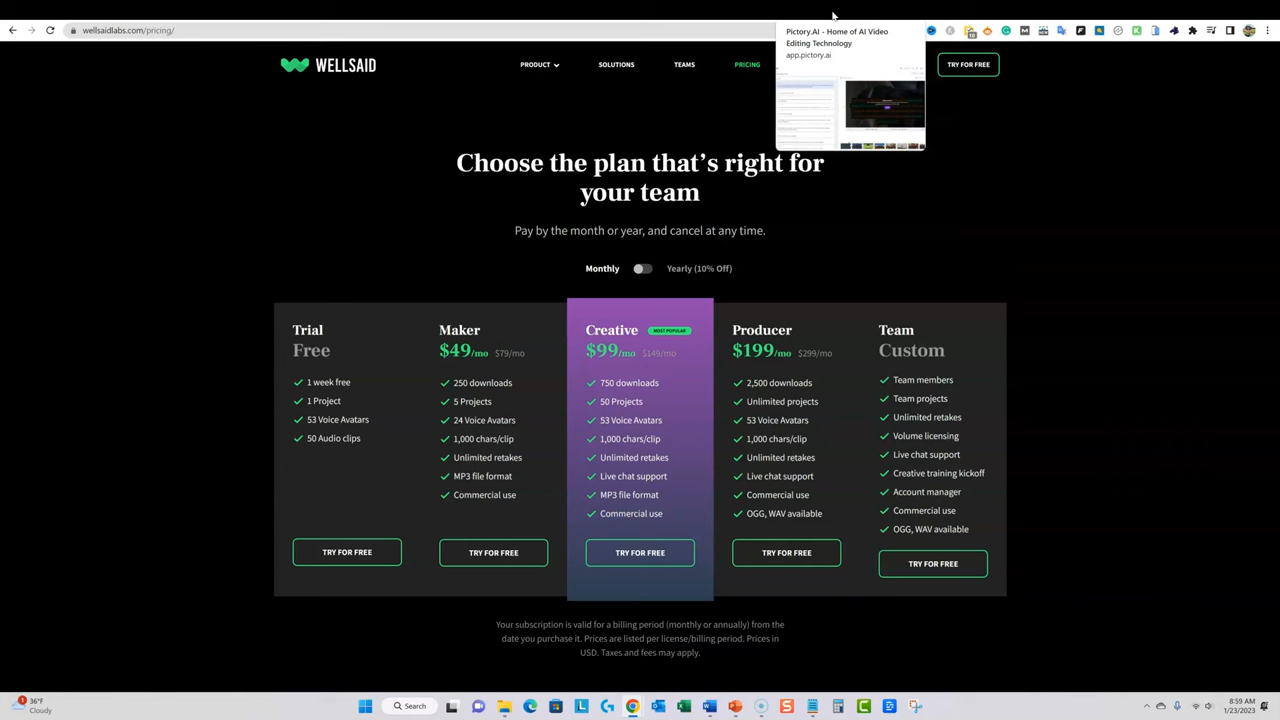 wellsaidlabs.com/pricing/
Pictory.AI - Home of AI Video
Editing Technology
app.pictory.ai
WELLSAID
PRODUCT
SOLUTIONS
TEAMS
PRICING
TRY FOR FREE
Choose the plan that's right for
your team
Pay by the month or year, and cancel at any time.
Monthly
Yearly (10% Off)
Trial
Free
1 week free
1 Project
53 Voice Avatars
50 Audio clips
TRY FOR FREE
Maker
$49/mo $79/mo
250 downloads
5 Projects
24 Voice Avatars
1,000 chars/clip
Unlimited retakes
MP3 file format
Commercial use
TRY FOR FREE
Creative MOST POPULAR
$99/mo $149/mo
750 downloads
50 Projects
53 Voice Avatars
1,000 chars/clip
Unlimited retakes
Live chat support
MP3 file format
Commercial use
TRY FOR FREE
Producer
$199/mo $299/mo
2,500 downloads
Unlimited projects
53 Voice Avatars
1,000 chars/clip
Unlimited retakes
Live chat support
Commercial use
OGG, WAV available
TRY FOR FREE
Team
Custom
Team members
Team projects
Unlimited retakes
Volume licensing
Live chat support
Creative training kickoff
Account manager
Commercial use
OGG, WAV available
TRY FOR FREE
Your subscription is valid for a billing period (monthly or annually) from the
date you purchase it. Prices are listed per license/billing period. Prices in
USD. Taxes and fees may apply.
1
36°F
Cloudy
Search
8:59 AM
1/23/2023